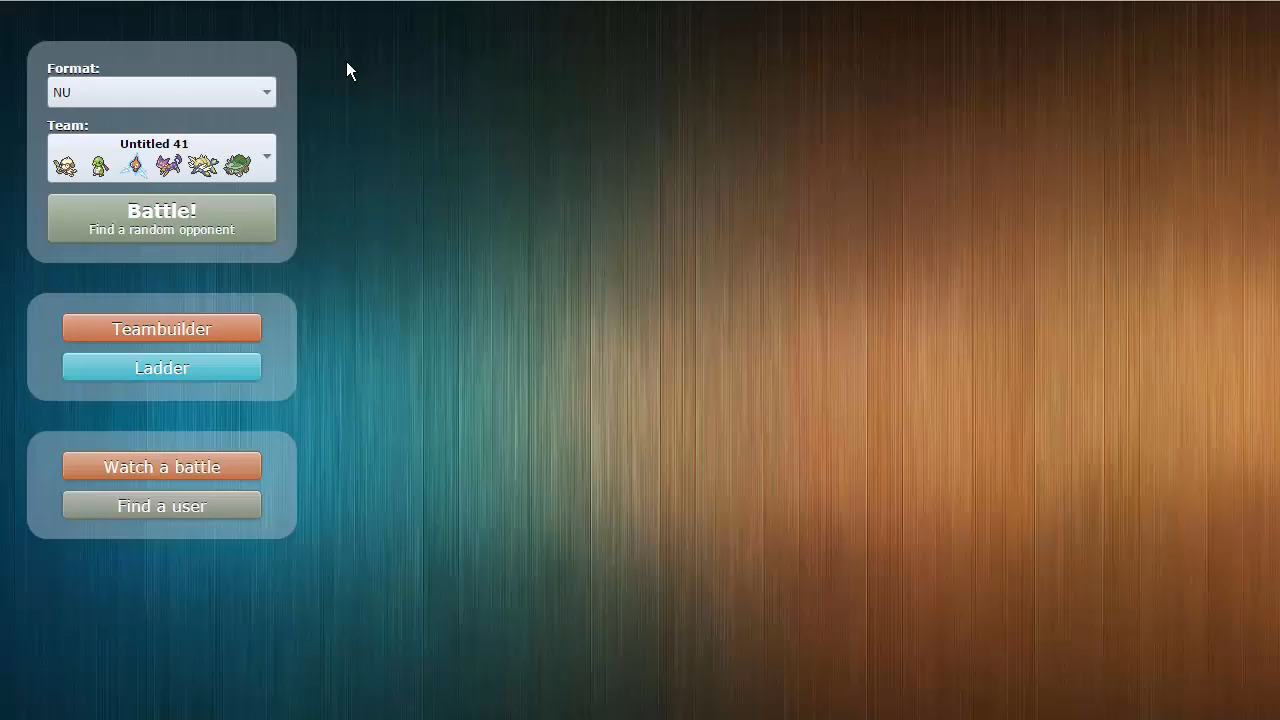 Format:
NU
Team:
Untitled 41
Battle!
Find a random opponent
Teambuilder
Ladder
Watch a battle
Find a user